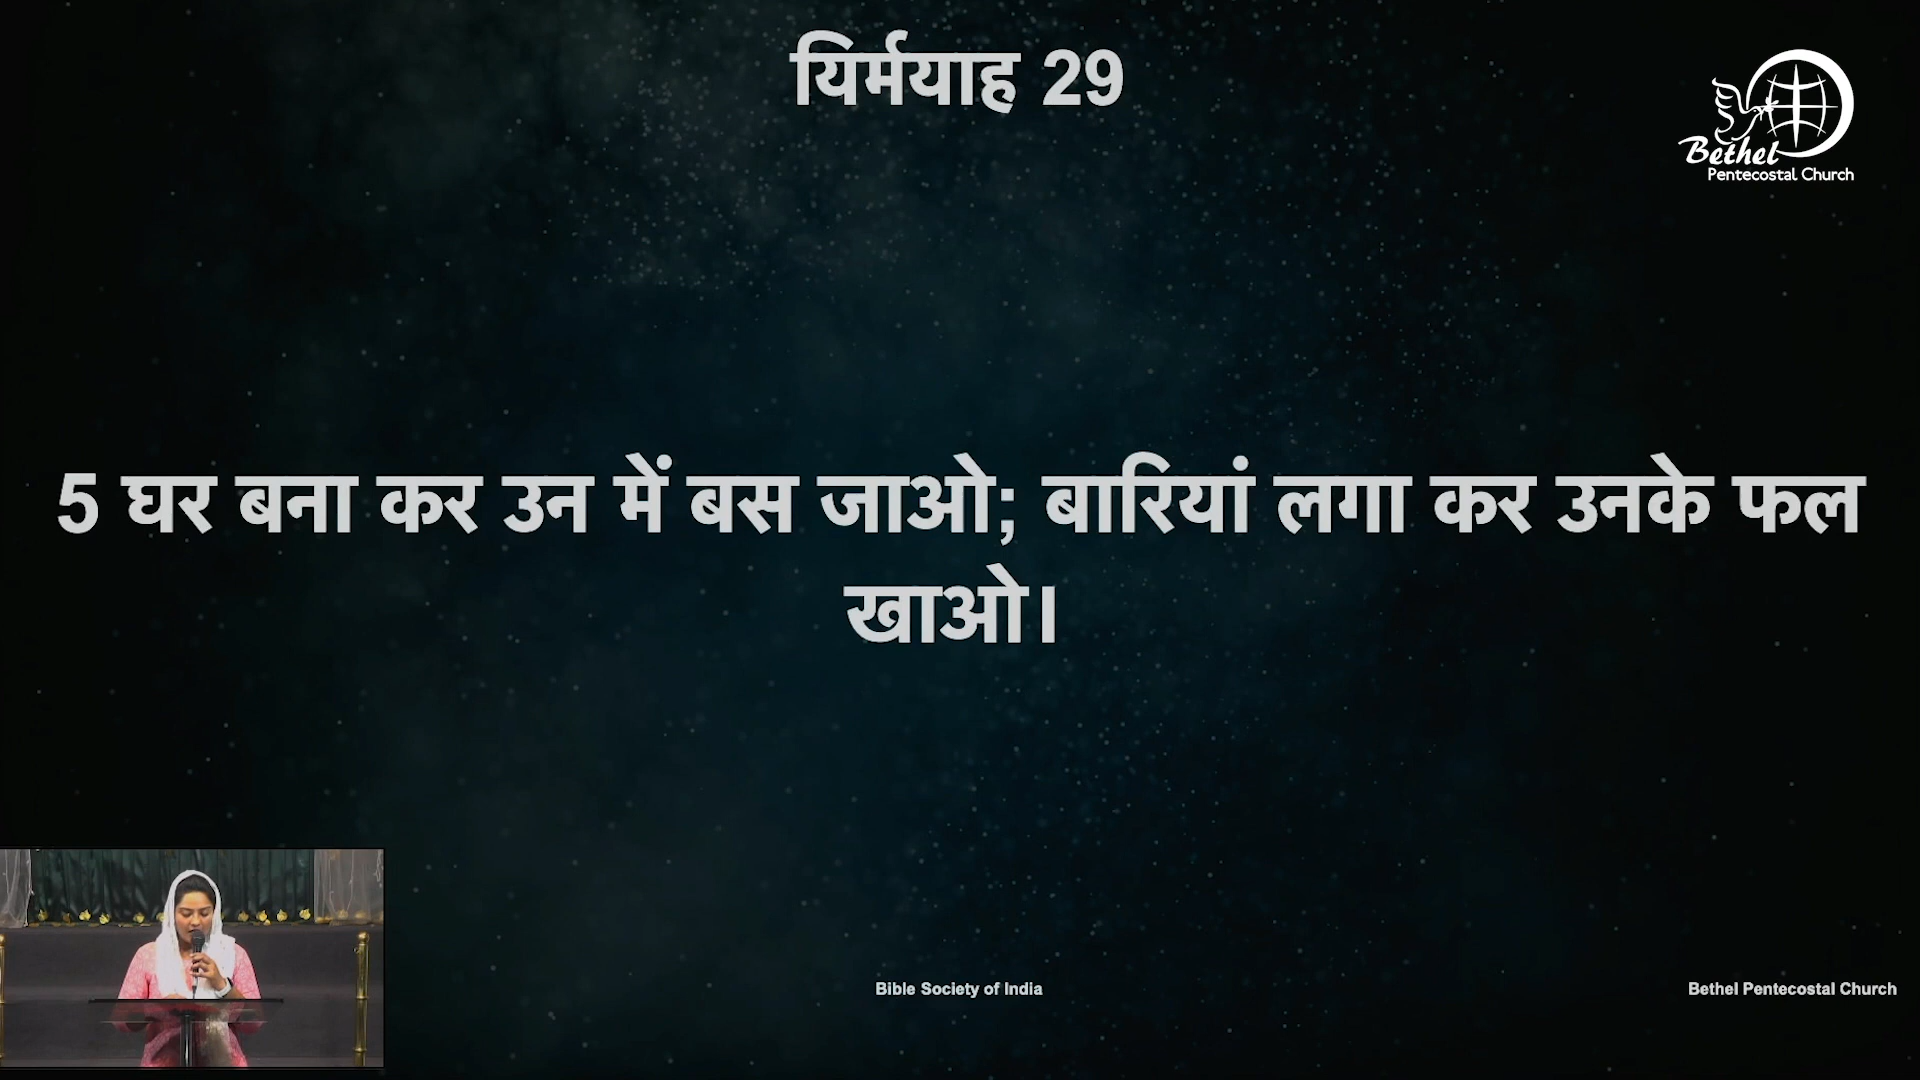 यिर्मयाह 29
Bethel
Pentecostal Church
5 घर बना कर उन में बस जाओ; बारियां लगा कर उनके फल
खाओ।
Bible Society of India
Bethel Pentecostal Church